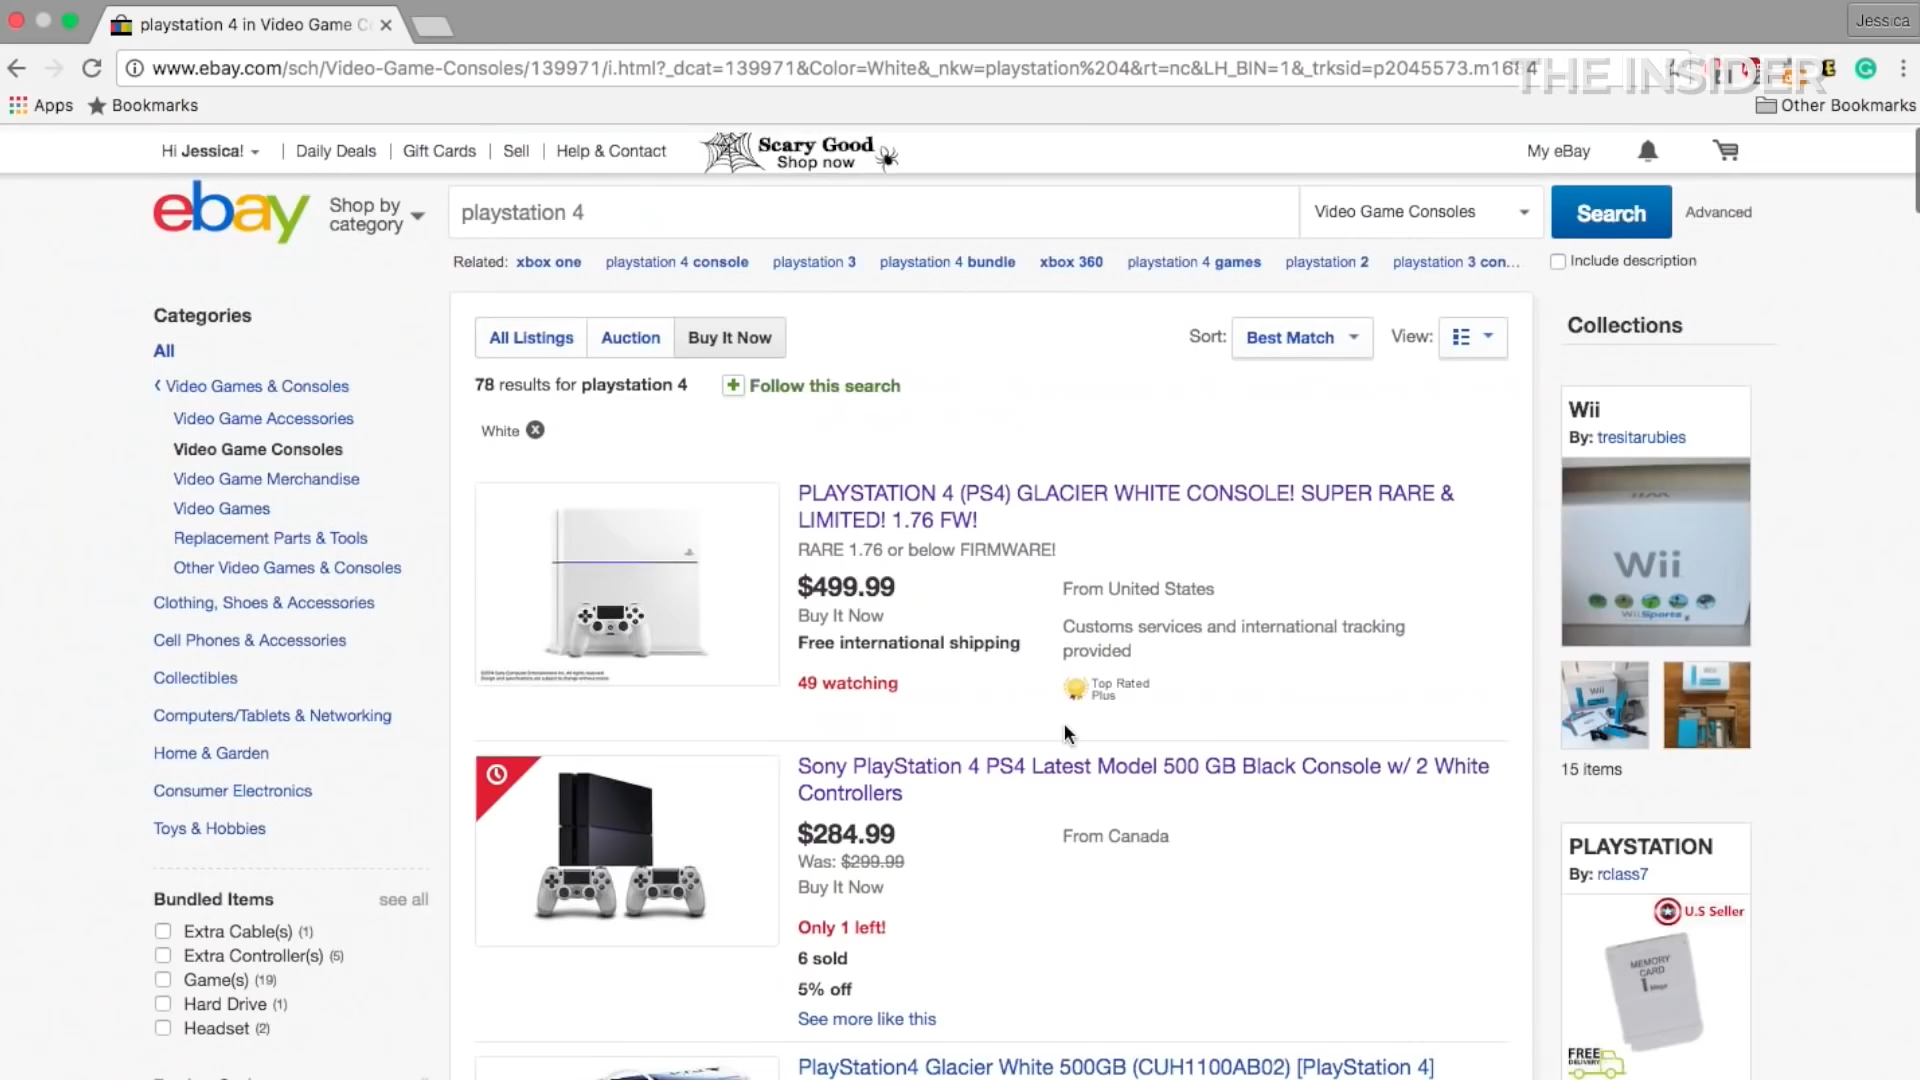 playstation 4 in Video Game C
Jessica
www.ebay.com/sch/Video-Game-Consoles/139971/i.html?_dcat=139971&Color=White&_nkw=playstation%204&rt=nc&LH_BIN=1&_trksid=p2045573.m1684
THE INSIDER
Apps
Bookmarks
Other Bookmarks
Hi Jessica!
Daily Deals
Gift Cards
Sell
Help & Contact
Scary Good
Shop now
My eBay
ebay
Shop by
category
playstation 4
Video Game Consoles
Search
Advanced
Related: xbox one playstation 4 console playstation 3 playstation 4 bundle xbox 360 playstation 4 games playstation 2 playstation 3 con...
Include description
Categories
All
Video Games & Consoles
Video Game Accessories
Video Game Consoles
Video Game Merchandise
Video Games
Replacement Parts & Tools
Other Video Games & Consoles
Clothing, Shoes & Accessories
Cell Phones & Accessories
Collectibles
Computers/Tablets & Networking
Home & Garden
Consumer Electronics
Toys & Hobbies
Bundled Items
see all
Extra Cable(s) (1)
Extra Controller(s) (5)
Game(s) (19)
Hard Drive (1)
Headset (2)
All Listings
Auction
Buy It Now
Sort: Best Match
View:
78 results for playstation 4
Follow this search
White
PLAYSTATION 4 (PS4) GLACIER WHITE CONSOLE! SUPER RARE &
LIMITED! 1.76 FW!
RARE 1.76 or below FIRMWARE!
$499.99
Buy It Now
Free international shipping
49 watching
From United States
Customs services and international tracking
provided
Top Rated
Plus
Sony PlayStation 4 PS4 Latest Model 500 GB Black Console w/ 2 White
Controllers
$284.99
Was: $299.99
Buy It Now
From Canada
Only 1 left!
6 sold
5% off
See more like this
PlayStation4 Glacier White 500GB (CUH1100AB02) [PlayStation 4]
Collections
Wii
By: tresitarubies
Wii
Wii Sports
Wii
Wii
15 items
PLAYSTATION
By: rclass7
U.S Seller
MEMORY
CARD
FREE
DELIVERY